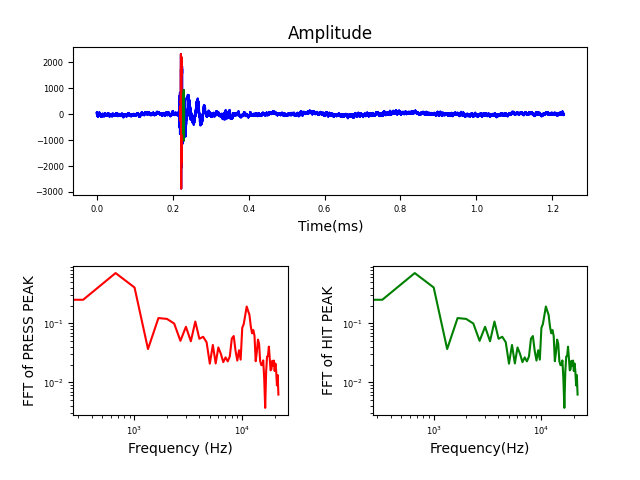 Amplitude
2000
1000
0
−1000
−2000
−3000
0.0 0.2 0.4 0.6 0.8 1.0 1.2
Time(ms)
FFT of PRESS PEAK
10⁻¹
10⁻²
10³ 10⁴
Frequency (Hz)
FFT of HIT PEAK
10⁻¹
10⁻²
10³ 10⁴
Frequency(Hz)